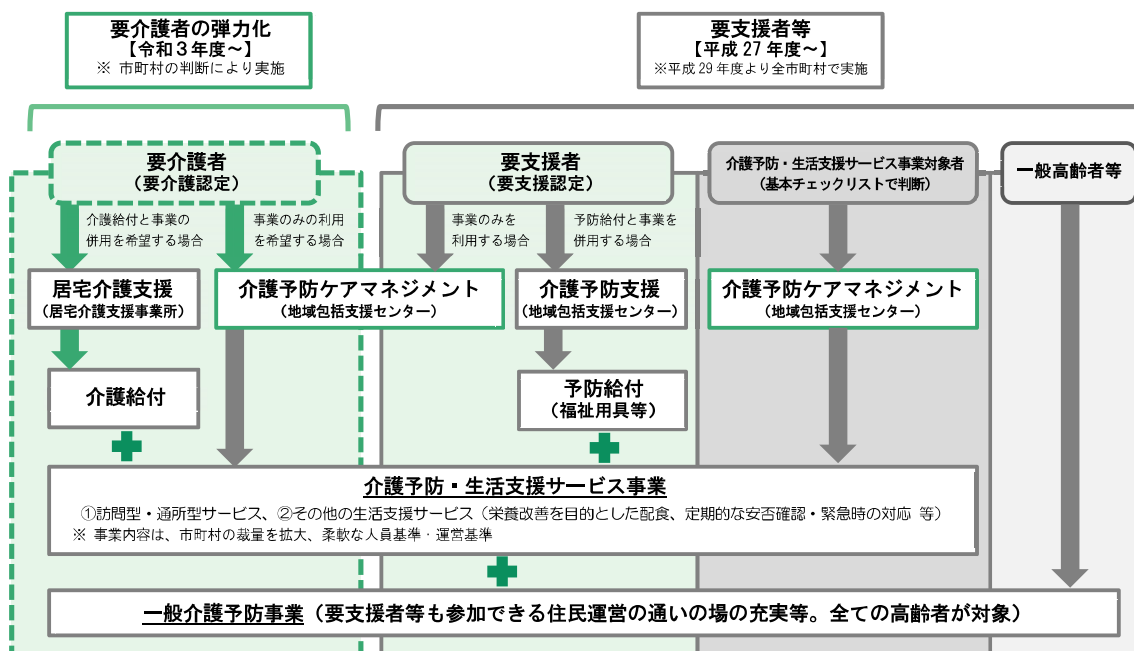 要介護者の弾力化
【令和3年度~】
※ 市町村の判断により実施
要支援者等
【平成27年度~】
※平成29年度より全市町村で実施
要介護者
(要介護認定)
要支援者
(要支援認定)
介護予防・生活支援サービス事業対象者
(基本チェックリストで判断)
一般高齢者等
介護給付と事業の
併用を希望する場合
事業のみの利用
を希望する場合
事業のみを
利用する場合
予防給付と事業を
併用する場合
居宅介護支援
(居宅介護支援事業所)
介護予防ケアマネジメント
(地域包括支援センター)
介護予防支援
(地域包括支援センター)
介護予防ケアマネジメント
(地域包括支援センター)
介護給付
予防給付
(福祉用具等)
介護予防・生活支援サービス事業
①訪問型・通所型サービス、②その他の生活支援サービス(栄養改善を目的とした配食、定期的な安否確認・緊急時の対応 等)
※ 事業内容は、市町村の裁量を拡大、柔軟な人員基準・運営基準
一般介護予防事業(要支援者等も参加できる住民運営の通いの場の充実等。全ての高齢者が対象)